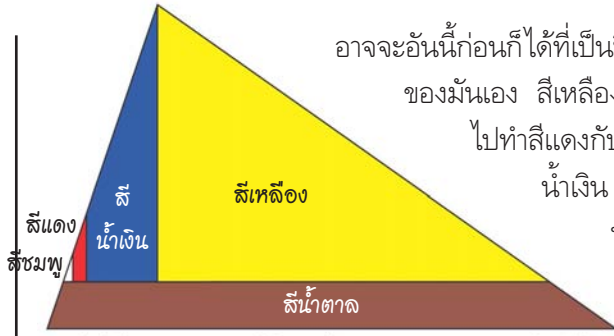 อาจจะอันนี้ก่อนก็ได้ที่เป็น
ของมันเอง สีเหลือง
ไปทำสีแดงกับ
น้ำเงิน
สีเหลือง
สี
น้ำเงิน
สีแดง
สีชมพู
สีน้ำตาล